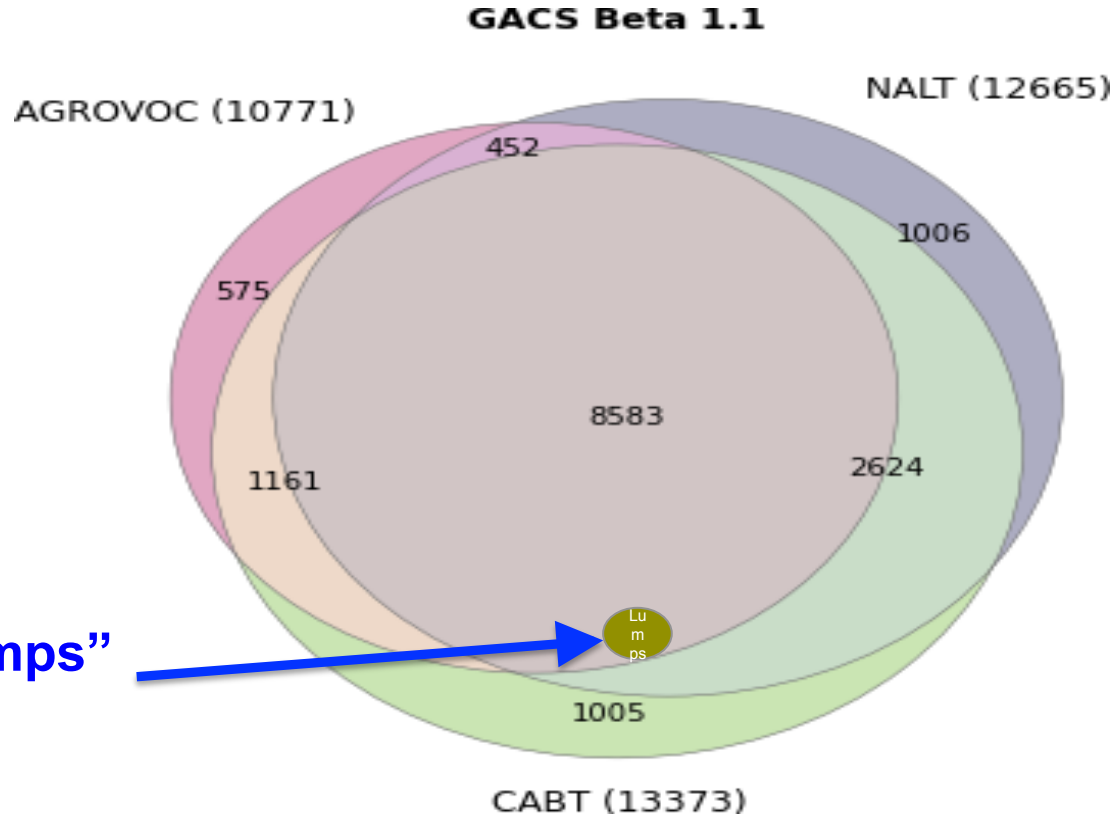 GACS Beta 1.1
NALT (12665)
AGROVOC (10771)
452
1006
575
8583
2624
1161
Lu
m
ps
mps”
1005
CABT (13373)